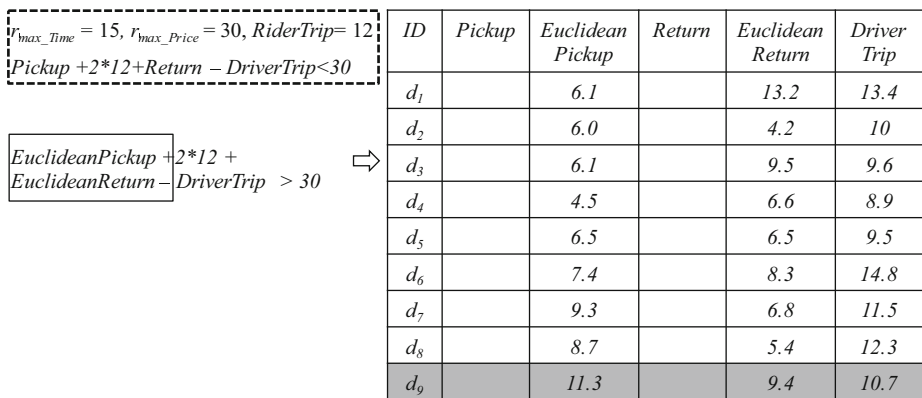 r_max_Time = 15, r_max_Price = 30, RiderTrip= 12
Pickup +2*12+Return – DriverTrip<30
EuclideanPickup +2*12 +
EuclideanReturn – DriverTrip > 30
ID Pickup Euclidean Pickup Return Euclidean Return Driver Trip
d1 6.1 13.2 13.4
d2 6.0 4.2 10
d3 6.1 9.5 9.6
d4 4.5 6.6 8.9
d5 6.5 6.5 9.5
d6 7.4 8.3 14.8
d7 9.3 6.8 11.5
d8 8.7 5.4 12.3
d9 11.3 9.4 10.7